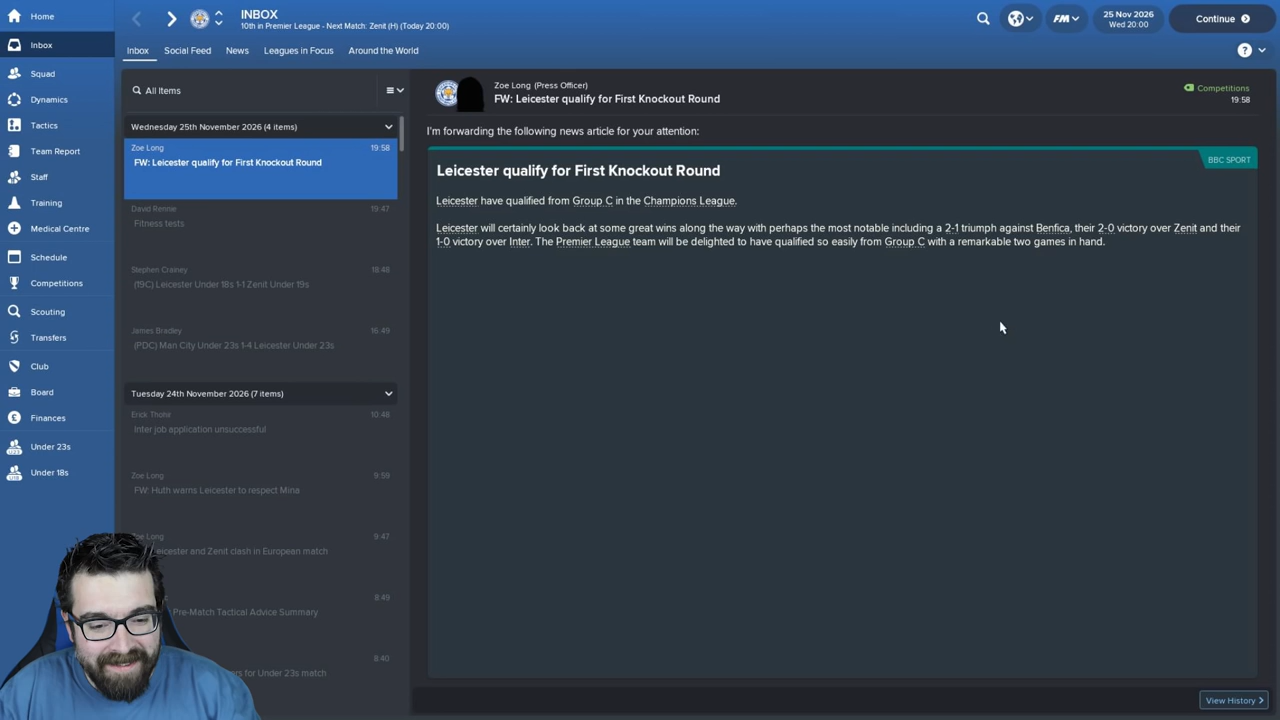 Home
Inbox
Squad
Dynamics
Tactics
Team Report
Staff
Training
Medical Centre
Schedule
Competitions
Scouting
Transfers
Club
Board
Finances
Under 23s
Under 18s
INBOX
10th in Premier League - Next Match: Zenit (H) (Today 20:00)
FM
25 Nov 2026
Wed 20:00
Continue
Inbox
Social Feed
News
Leagues in Focus
Around the World
?
All Items
Wednesday 25th November 2026 (4 items)
Zoe Long 19:58
FW: Leicester qualify for First Knockout Round
David Rennie 19:47
Fitness tests
Stephen Crainey 18:48
(19C) Leicester Under 18s 1-1 Zenit Under 19s
James Bradley 16:49
(PDC) Man City Under 23s 1-4 Leicester Under 23s
Tuesday 24th November 2026 (7 items)
Erick Thohir 10:48
Inter job application unsuccessful
Zoe Long 9:59
FW: Huth warns Leicester to respect Mina
Zoe Long 9:47
Leicester and Zenit clash in European match
8:49
Pre-Match Tactical Advice Summary
8:40
for Under 23s match
Zoe Long (Press Officer)
FW: Leicester qualify for First Knockout Round
Competitions
19:58
I'm forwarding the following news article for your attention:
BBC SPORT
Leicester qualify for First Knockout Round
Leicester have qualified from Group C in the Champions League.
Leicester will certainly look back at some great wins along the way with perhaps the most notable including a 2-1 triumph against Benfica, their 2-0 victory over Zenit and their
1-0 victory over Inter. The Premier League team will be delighted to have qualified so easily from Group C with a remarkable two games in hand.
View History